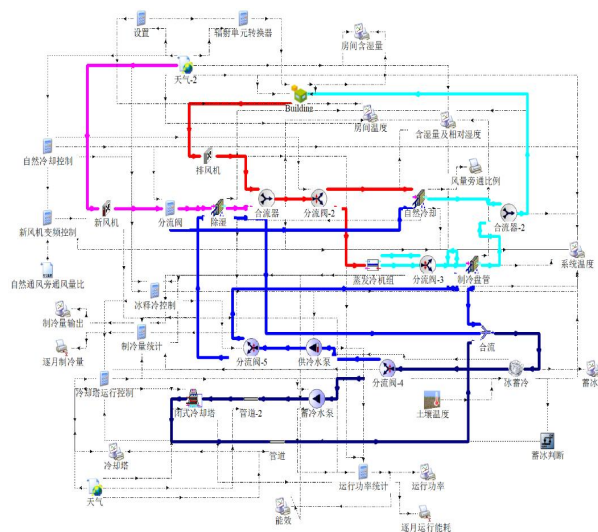 设置
辐射单元转换器
房间含湿量
天气-2
Building
房间温度
含湿量及相对湿度
自然冷却控制
排风机
风量旁通比例
新风机变频控制
新风机
分流阀
除湿
合流器
分流阀-2
自然冷却
合流器-2
系统温度
自然通风旁通风量比
蒸发冷机组
分流阀-3
制冷盘管
冰释冷控制
制冷量输出
制冷量统计
逐月制冷量
分流阀-5
供冷水泵
合流
分流阀-4
冰蓄冷
蓄冰
冷却塔运行控制
闭式冷却塔
管道-2
蓄冷水泵
土壤温度
管道
蓄冰判断
冷却塔
天气
运行功率统计
运行功率
能效
逐月运行能耗